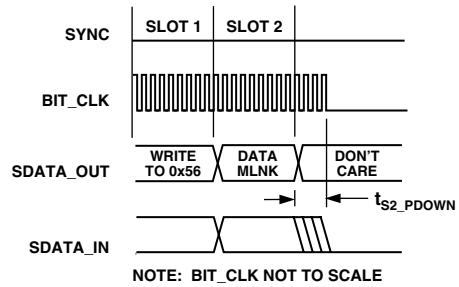 SLOT 1 SLOT 2
SYNC
BIT_CLK
WRITE TO 0x56 DATA MLNK DON'T CARE
SDATA_OUT
tS2_PDOWN
SDATA_IN
NOTE: BIT_CLK NOT TO SCALE